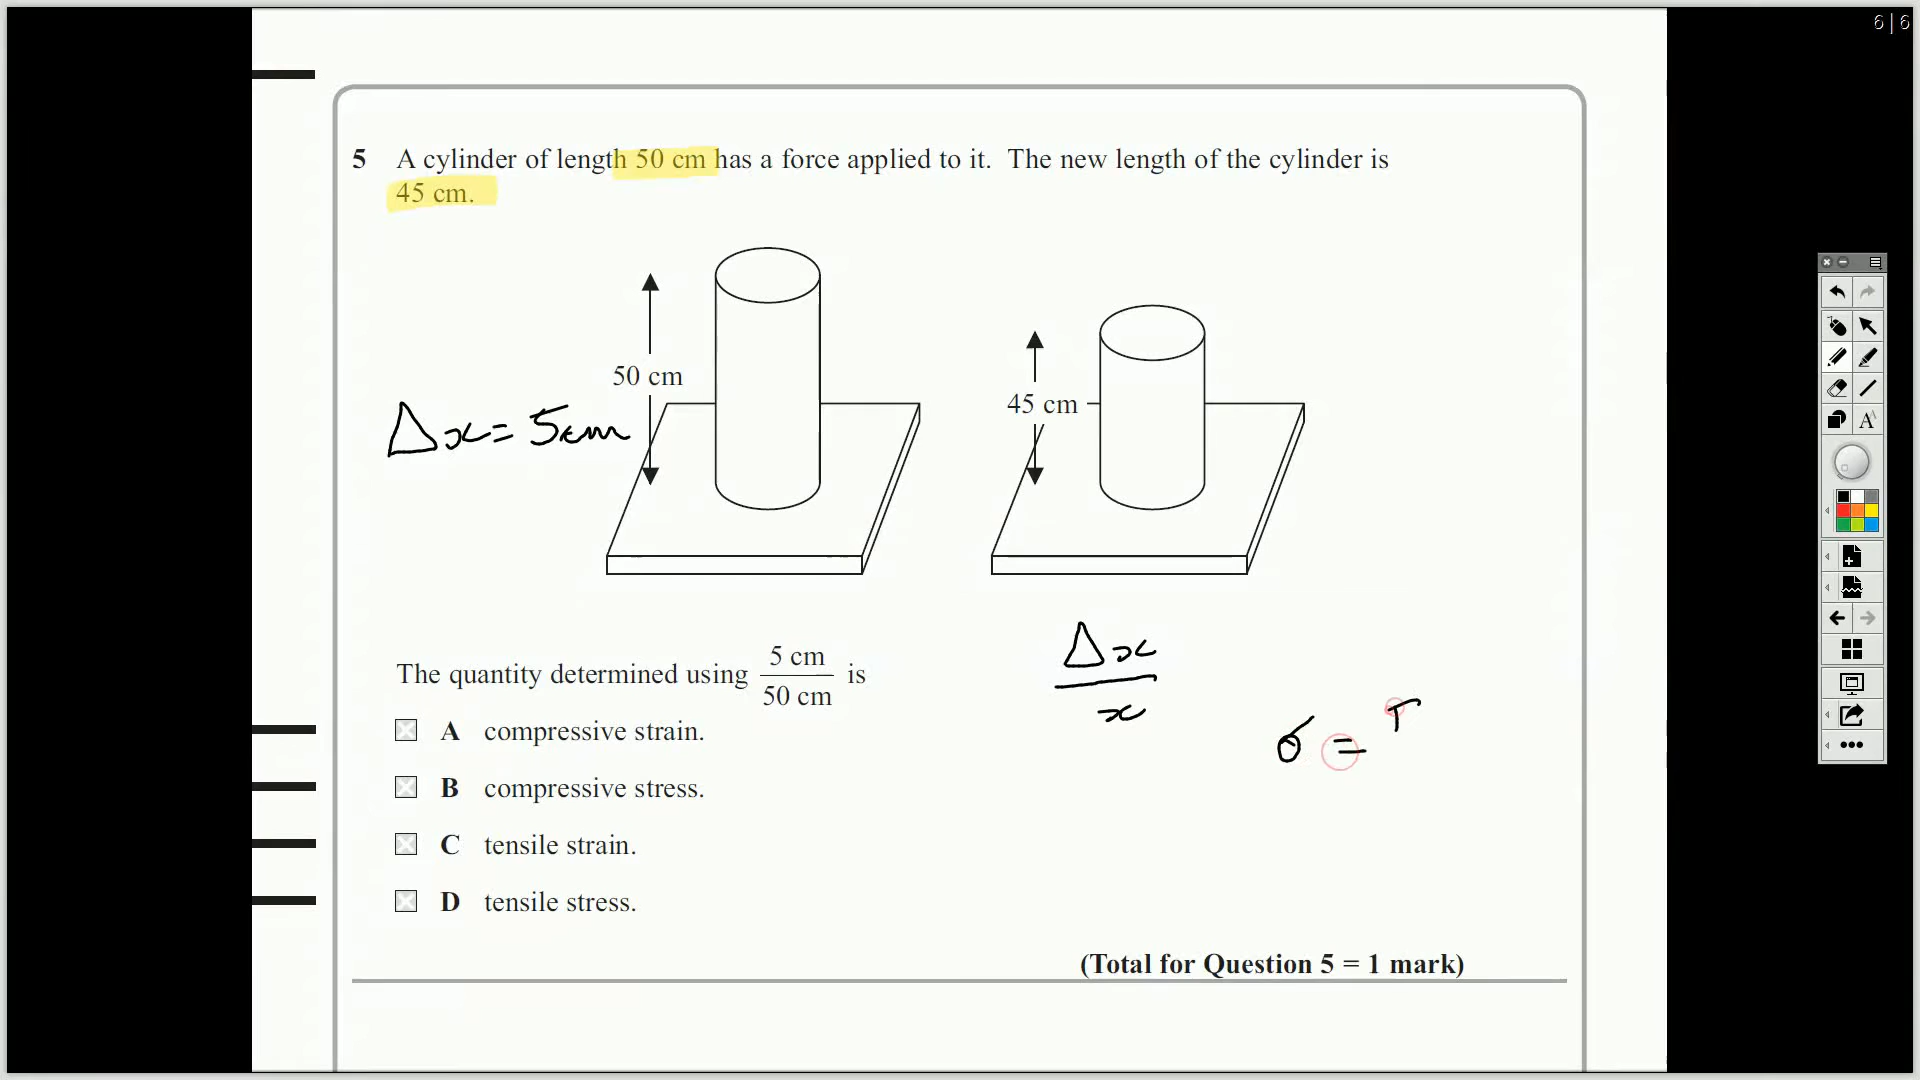 6|6
5 A cylinder of length 50 cm has a force applied to it. The new length of the cylinder is
45 cm.
50 cm
45 cm
Δx = 5cm
The quantity determined using 5 cm / 50 cm is
Δx
x
σ =
A compressive strain.
B compressive stress.
C tensile strain.
D tensile stress.
(Total for Question 5 = 1 mark)